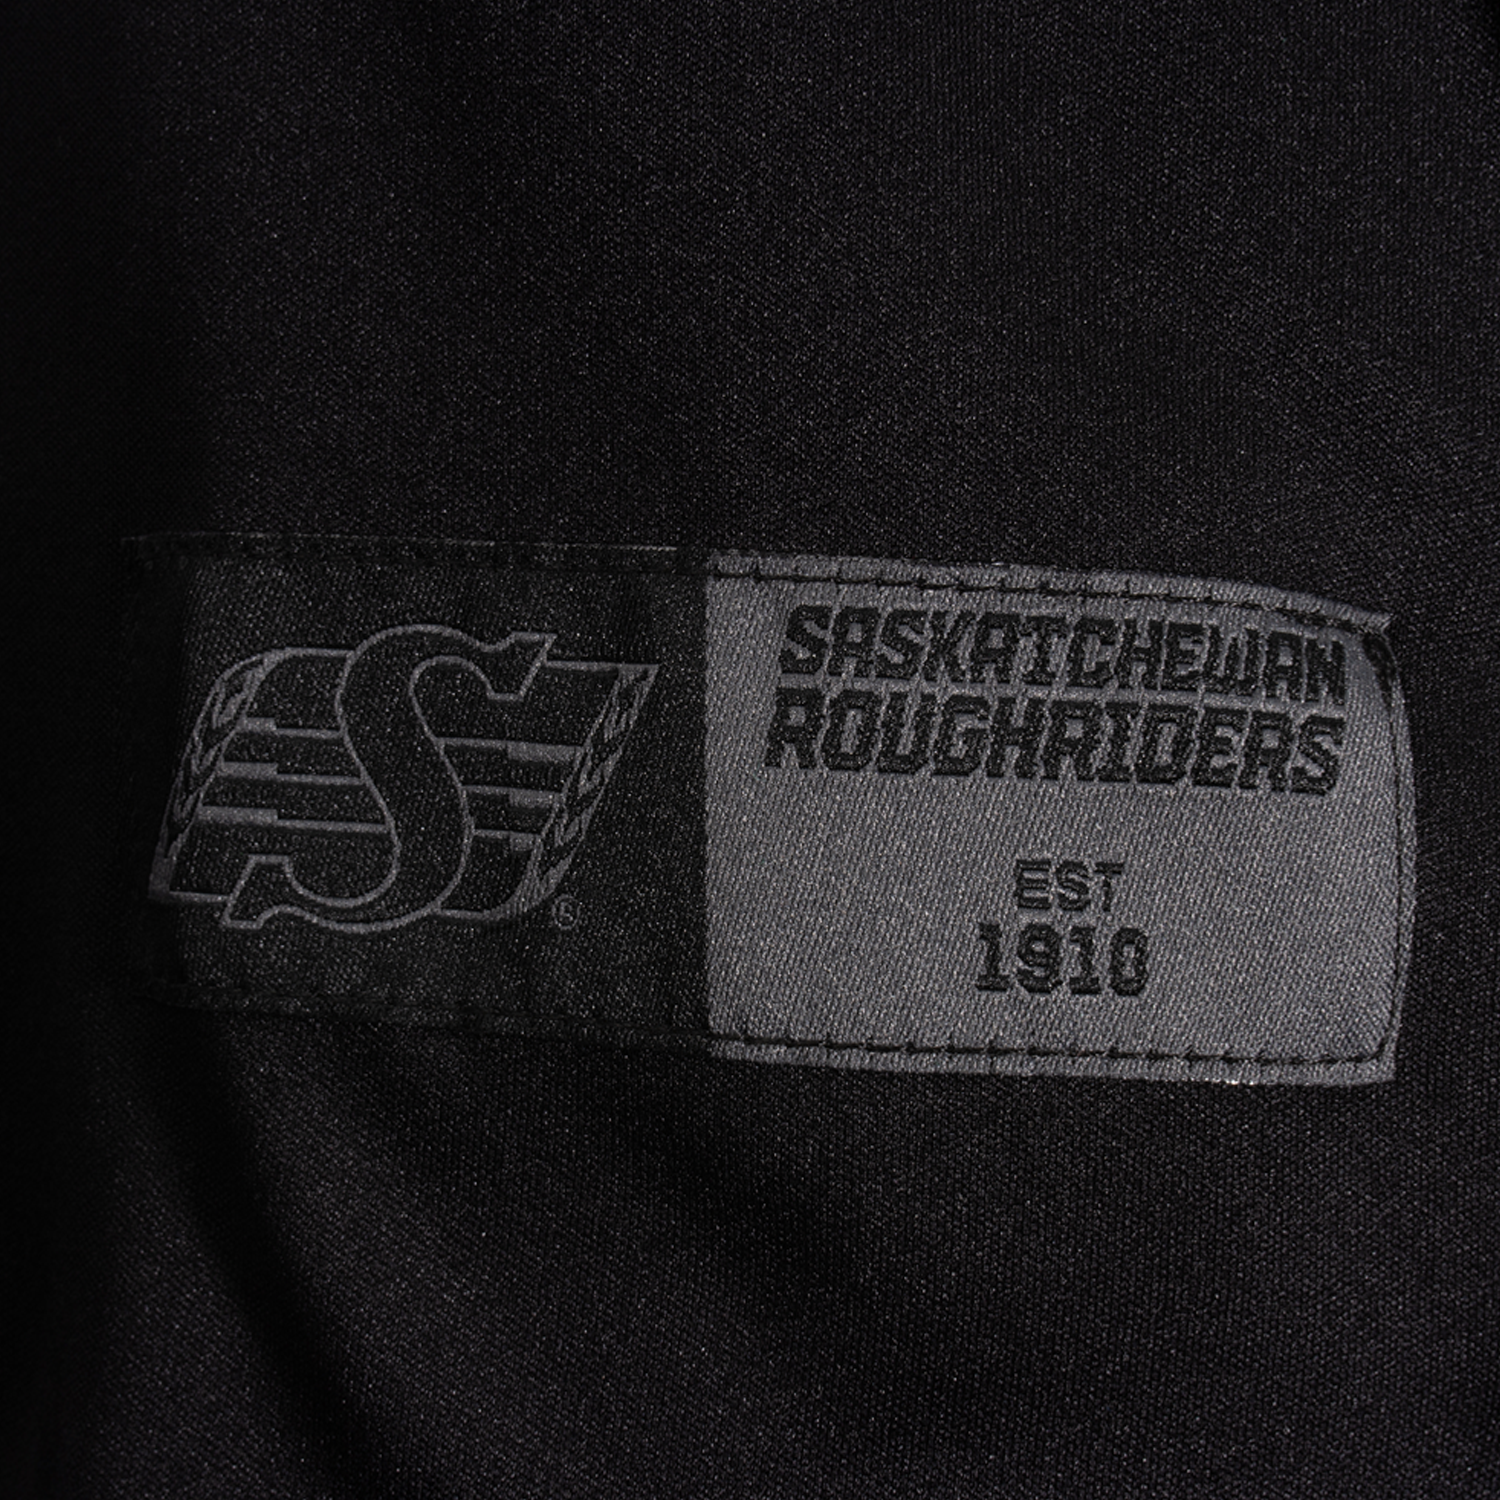 S
SASKATCHEWAN
ROUGHRIDERS
EST
1910